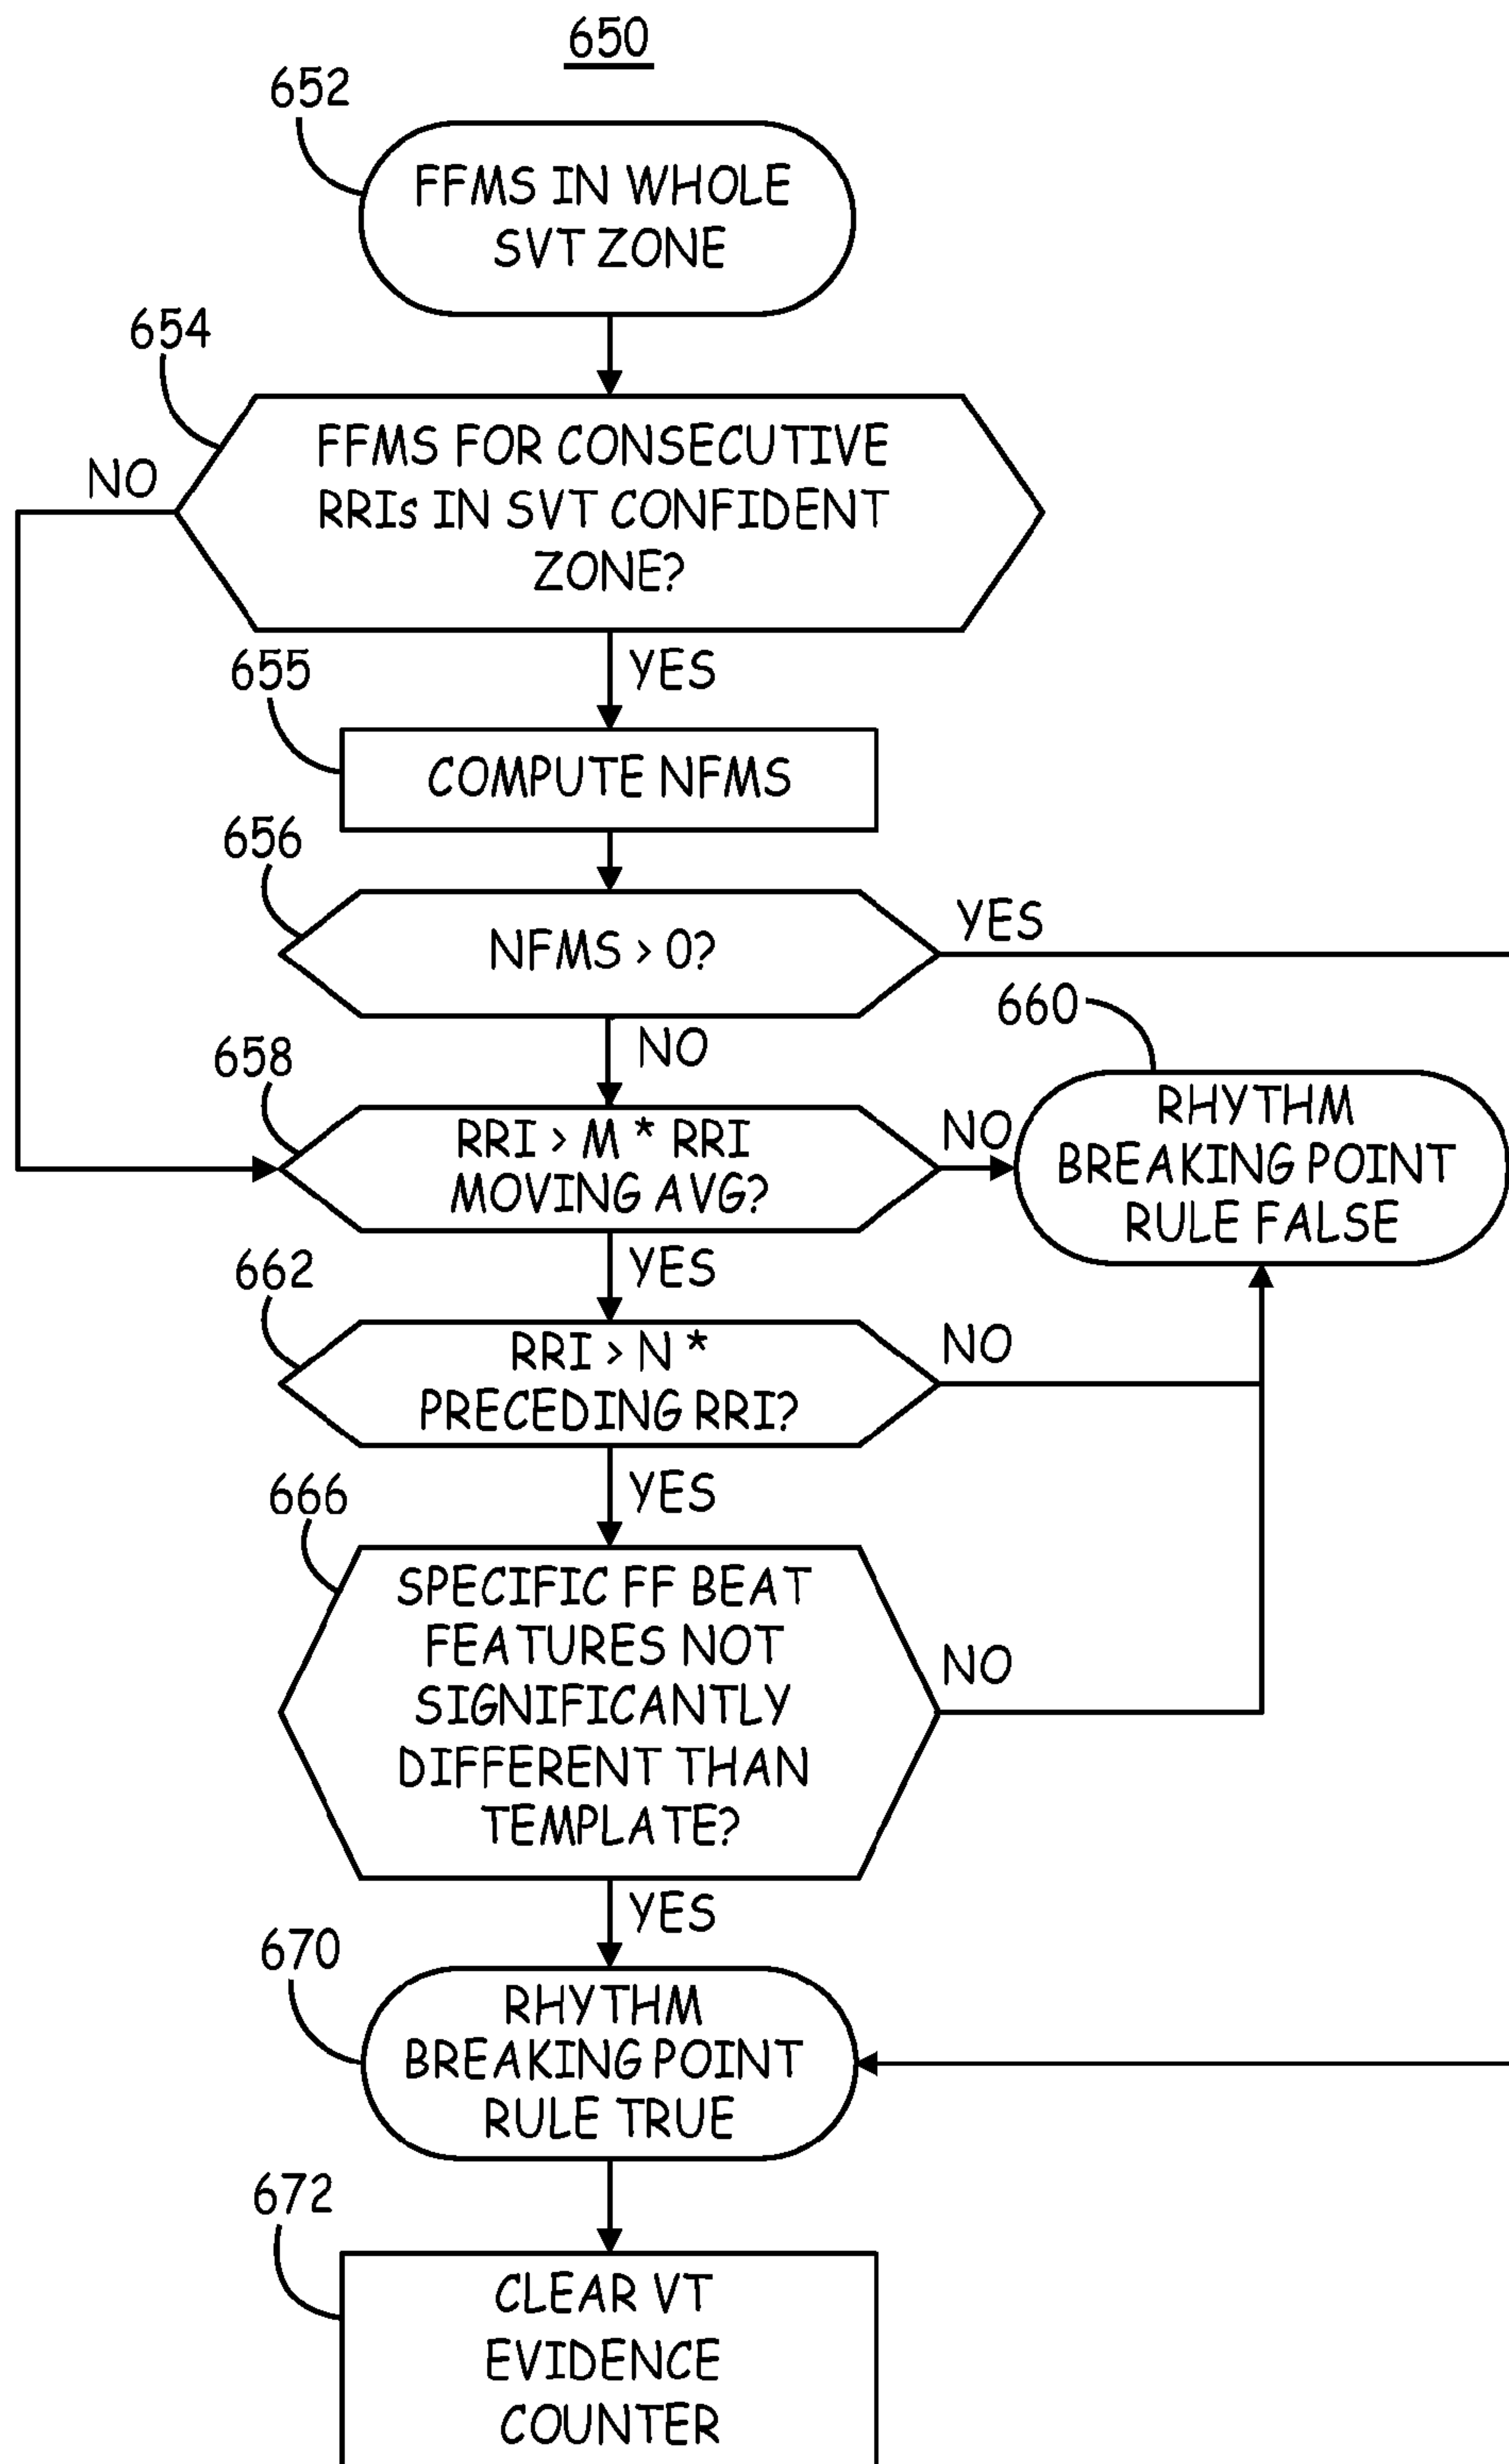 650
652
FFMS IN WHOLE
SVT ZONE
654
FFMS FOR CONSECUTIVE
RRIs IN SVT CONFIDENT
ZONE?
NO
YES
655
COMPUTE NFMS
656
NFMS > 0?
YES
NO
658
RRI > M * RRI
MOVING AVG?
NO
660
RHYTHM
BREAKING POINT
RULE FALSE
YES
662
RRI > N *
PRECEDING RRI?
NO
YES
666
SPECIFIC FF BEAT
FEATURES NOT
SIGNIFICANTLY
DIFFERENT THAN
TEMPLATE?
NO
YES
670
RHYTHM
BREAKING POINT
RULE TRUE
672
CLEAR VT
EVIDENCE
COUNTER